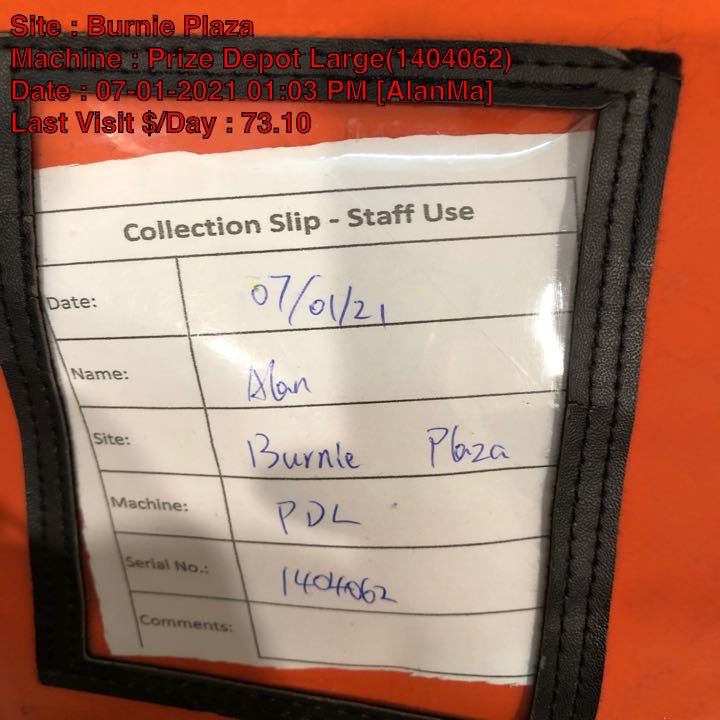 Site : Burnie Plaza
Machine : Prize Depot Large(1404062)
Date : 07-01-2021 01:03 PM [AlanMa]
Last Visit $/Day : 73.10
Collection Slip - Staff Use
Date: 07/01/21
Name: Alan
Site: Burnie Plaza
Machine: PDL
Serial No.: 1404062
Comments: